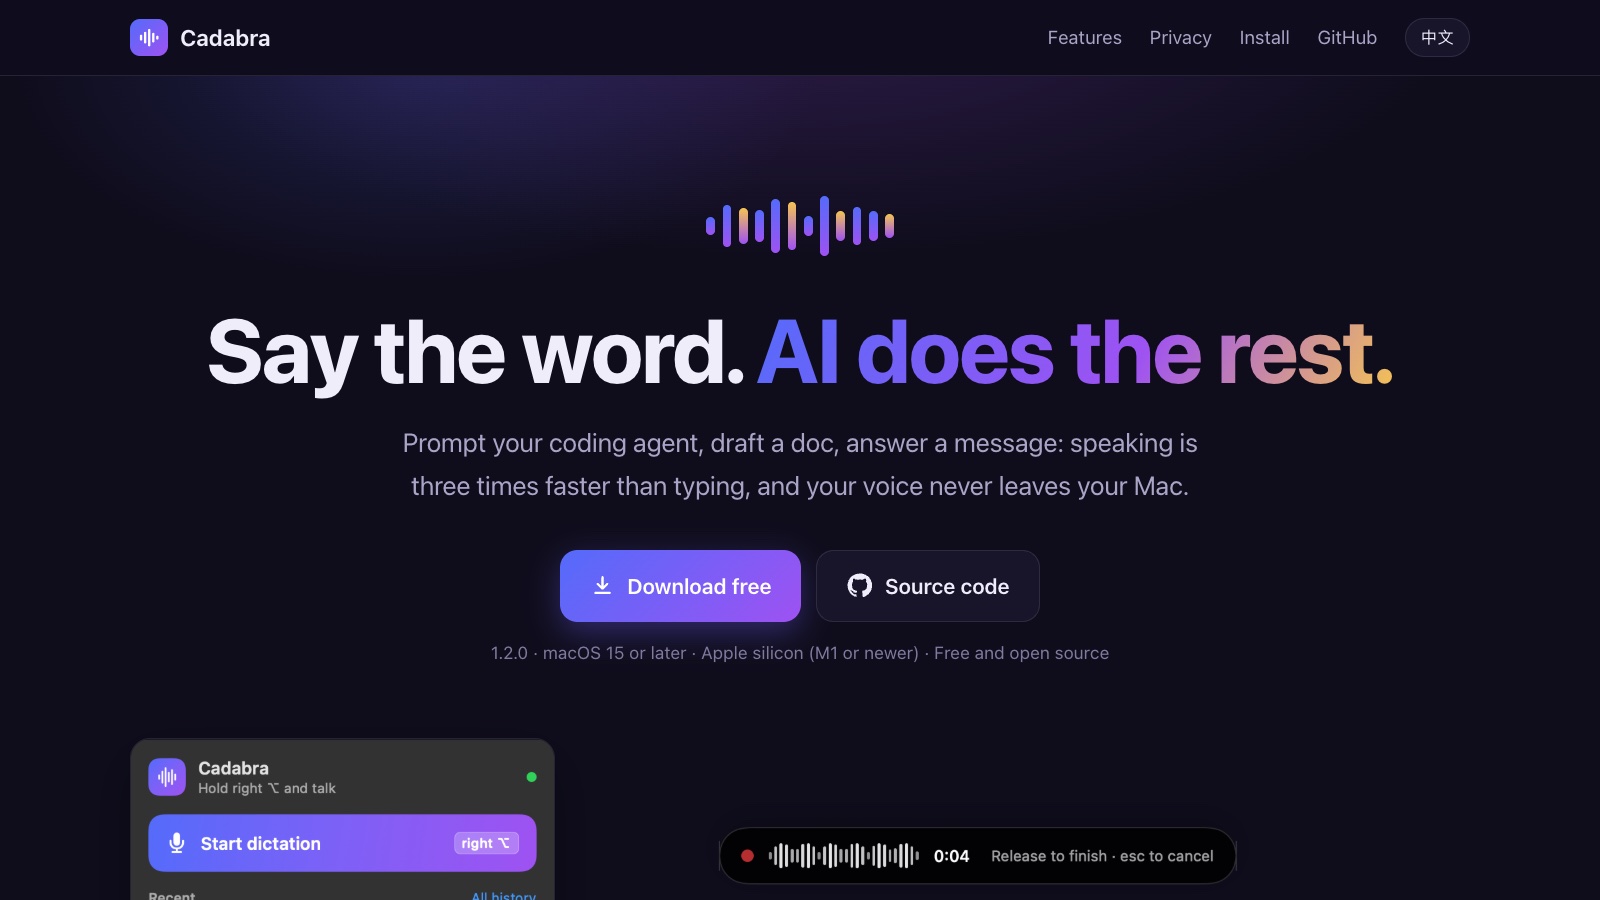 Cadabra
Features
Privacy
Install
GitHub
中文
Say the word. AI does the rest.
Prompt your coding agent, draft a doc, answer a message: speaking is
three times faster than typing, and your voice never leaves your Mac.
Download free
Source code
1.2.0 · macOS 15 or later · Apple silicon (M1 or newer) · Free and open source
Cadabra
Hold right ⌥ and talk
Start dictation
right ⌥
Recent
All history
0:04
Release to finish · esc to cancel